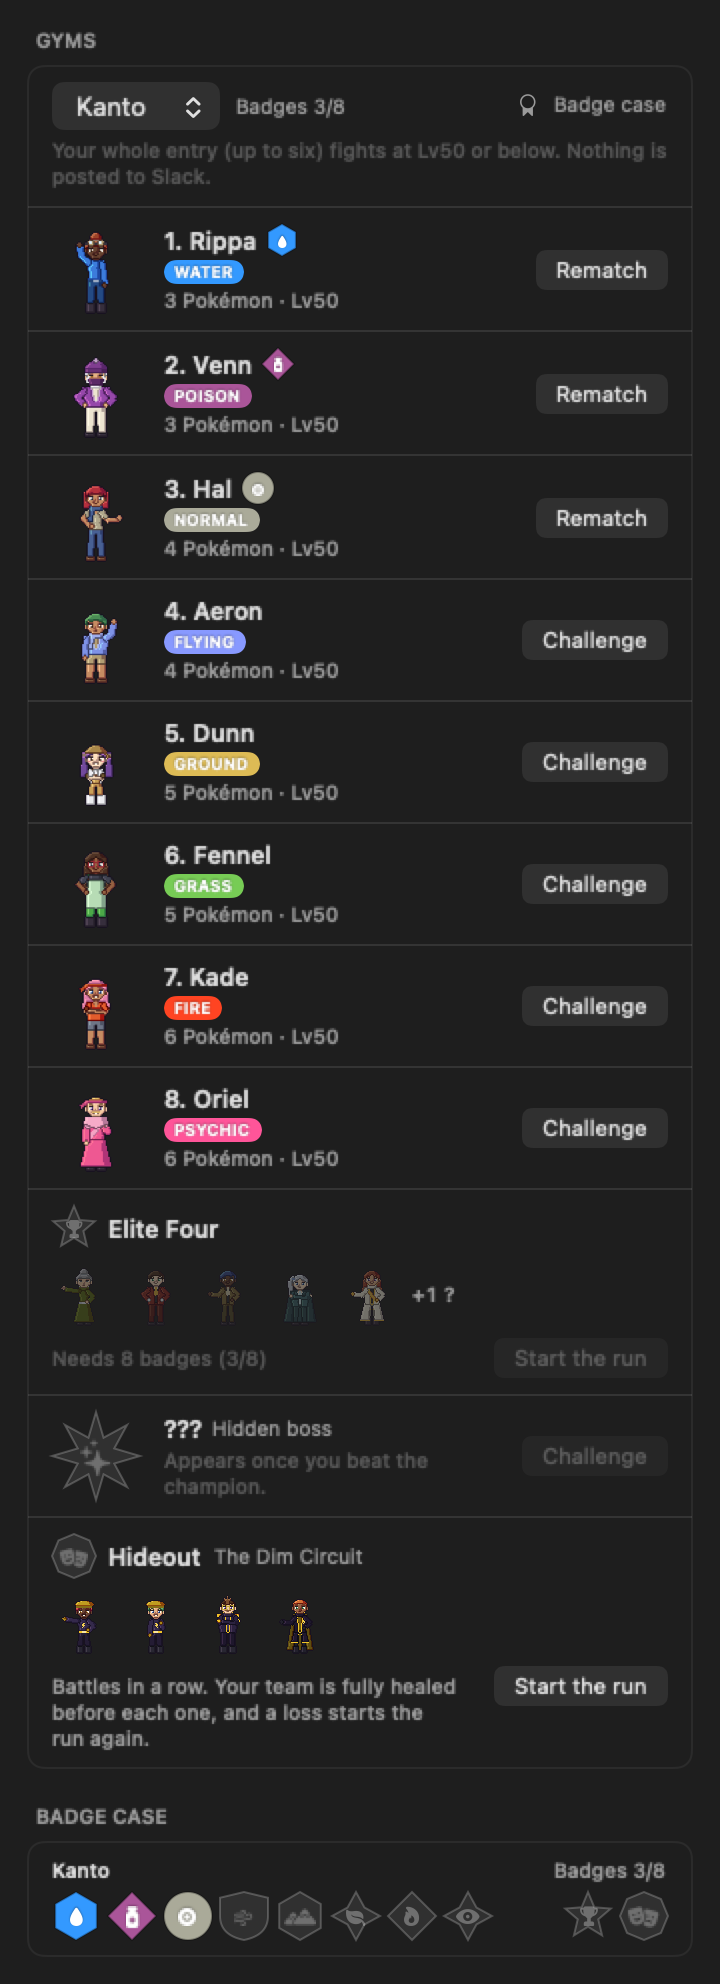 GYMS
Kanto
Badges 3/8
Badge case
Your whole entry (up to six) fights at Lv50 or below. Nothing is
posted to Slack.
1. Rippa
WATER
3 Pokémon · Lv50
Rematch
2. Venn
POISON
3 Pokémon · Lv50
Rematch
3. Hal
NORMAL
4 Pokémon · Lv50
Rematch
4. Aeron
FLYING
4 Pokémon · Lv50
Challenge
5. Dunn
GROUND
5 Pokémon · Lv50
Challenge
6. Fennel
GRASS
5 Pokémon · Lv50
Challenge
7. Kade
FIRE
6 Pokémon · Lv50
Challenge
8. Oriel
PSYCHIC
6 Pokémon · Lv50
Challenge
Elite Four
+1 ?
Needs 8 badges (3/8)
Start the run
??? Hidden boss
Appears once you beat the
champion.
Challenge
Hideout The Dim Circuit
Battles in a row. Your team is fully healed
before each one, and a loss starts the
run again.
Start the run
BADGE CASE
Kanto
Badges 3/8